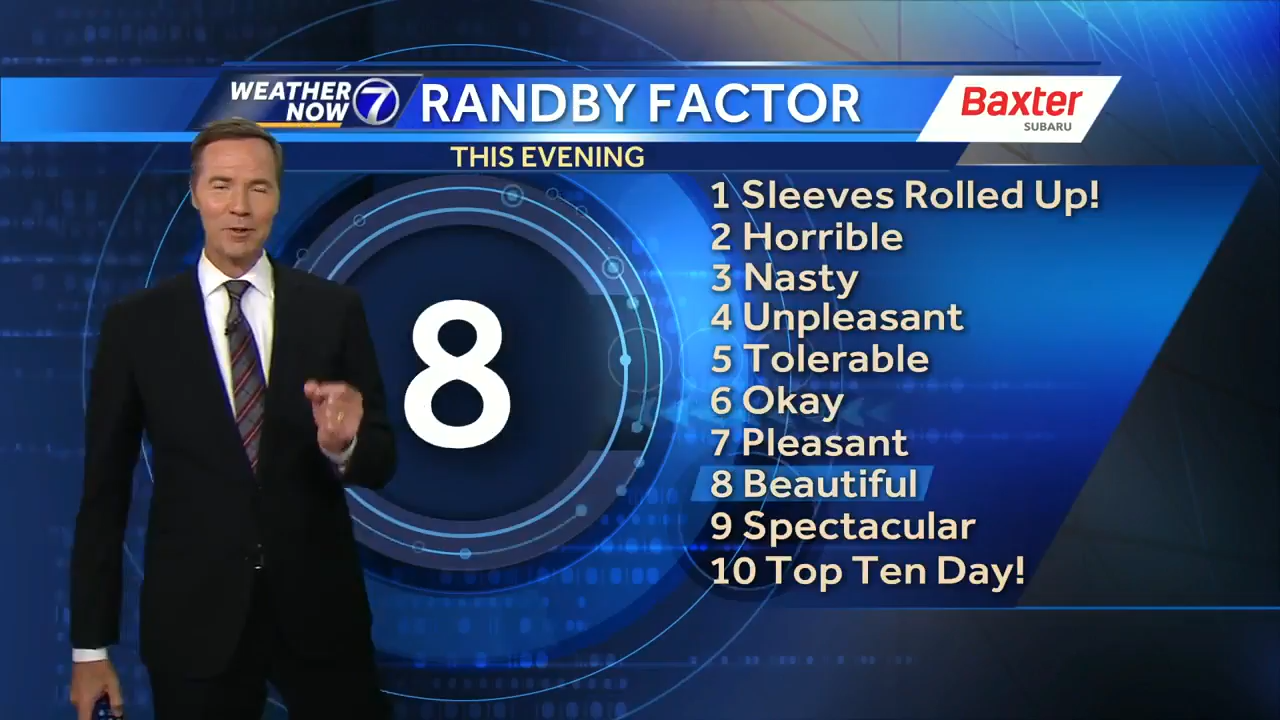 WEATHER NOW 7
RANDBY FACTOR
Baxter
SUBARU
THIS EVENING
8
1 Sleeves Rolled Up!
2 Horrible
3 Nasty
4 Unpleasant
5 Tolerable
6 Okay
7 Pleasant
8 Beautiful
9 Spectacular
10 Top Ten Day!